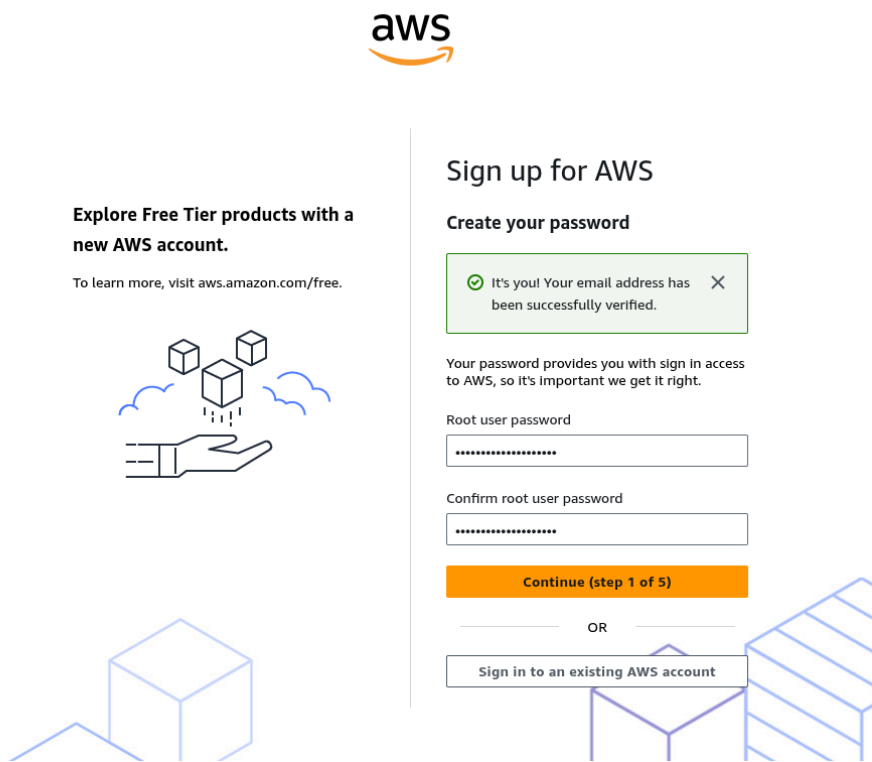 aws
Explore Free Tier products with a
new AWS account.
To learn more, visit aws.amazon.com/free.
Sign up for AWS
Create your password
It's you! Your email address has
been successfully verified.
Your password provides you with sign in access
to AWS, so it's important we get it right.
Root user password
••••••••••••••••••••
Confirm root user password
••••••••••••••••••••
Continue (step 1 of 5)
OR
Sign in to an existing AWS account